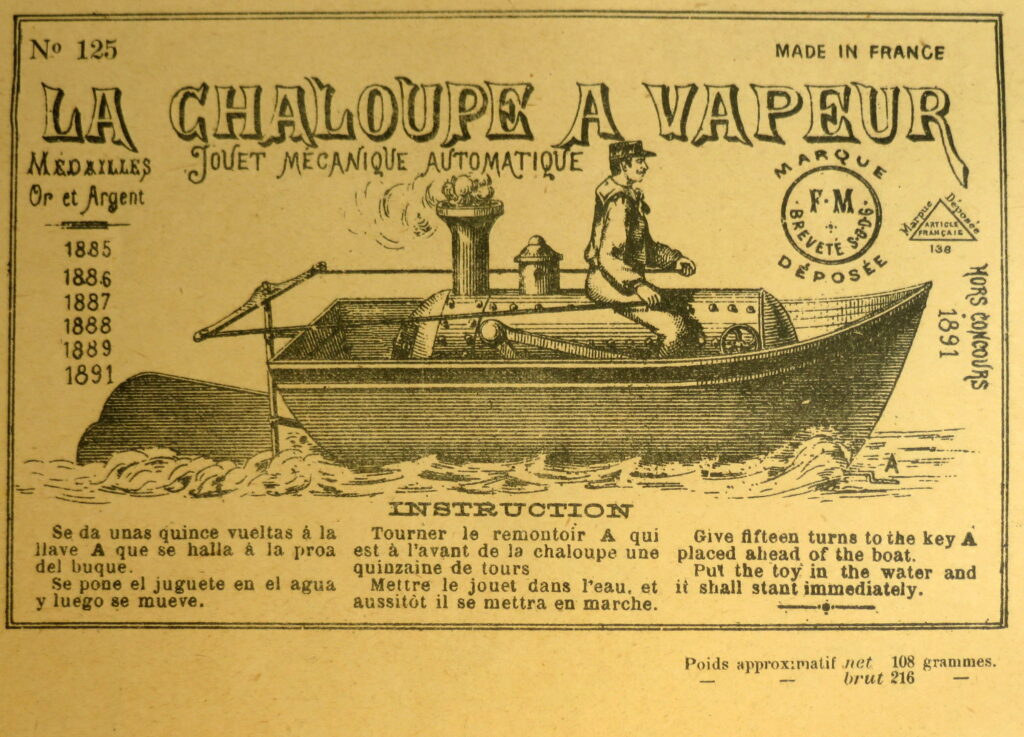 Nº 125
MADE IN FRANCE
LA CHALOUPE A VAPEUR
JOUET MÉCANIQUE AUTOMATIQUE
MÉDAILLES
Or et Argent
1885
1886
1887
1888
1889
1891
MARQUE
F·M
BREVETÉ S·G·D·G·
DÉPOSÉE
Marque Déposée
ARTICLE
FRANÇAIS
138
HORS CONCOURS
1891
A
INSTRUCTION
Se da unas quince vueltas á la
llave A que se halla á la proa
del buque.
Se pone el juguete en el agua
y luego se mueve.
Tourner le remontoir A qui
est à l'avant de la chaloupe une
quinzaine de tours
Mettre le jouet dans l'eau, et
aussitôt il se mettra en marche.
Give fifteen turns to the key A
placed ahead of the boat.
Put the toy in the water and
it shall stant immediately.
Poids approximatif net 108 grammes.
— — brut 216 —